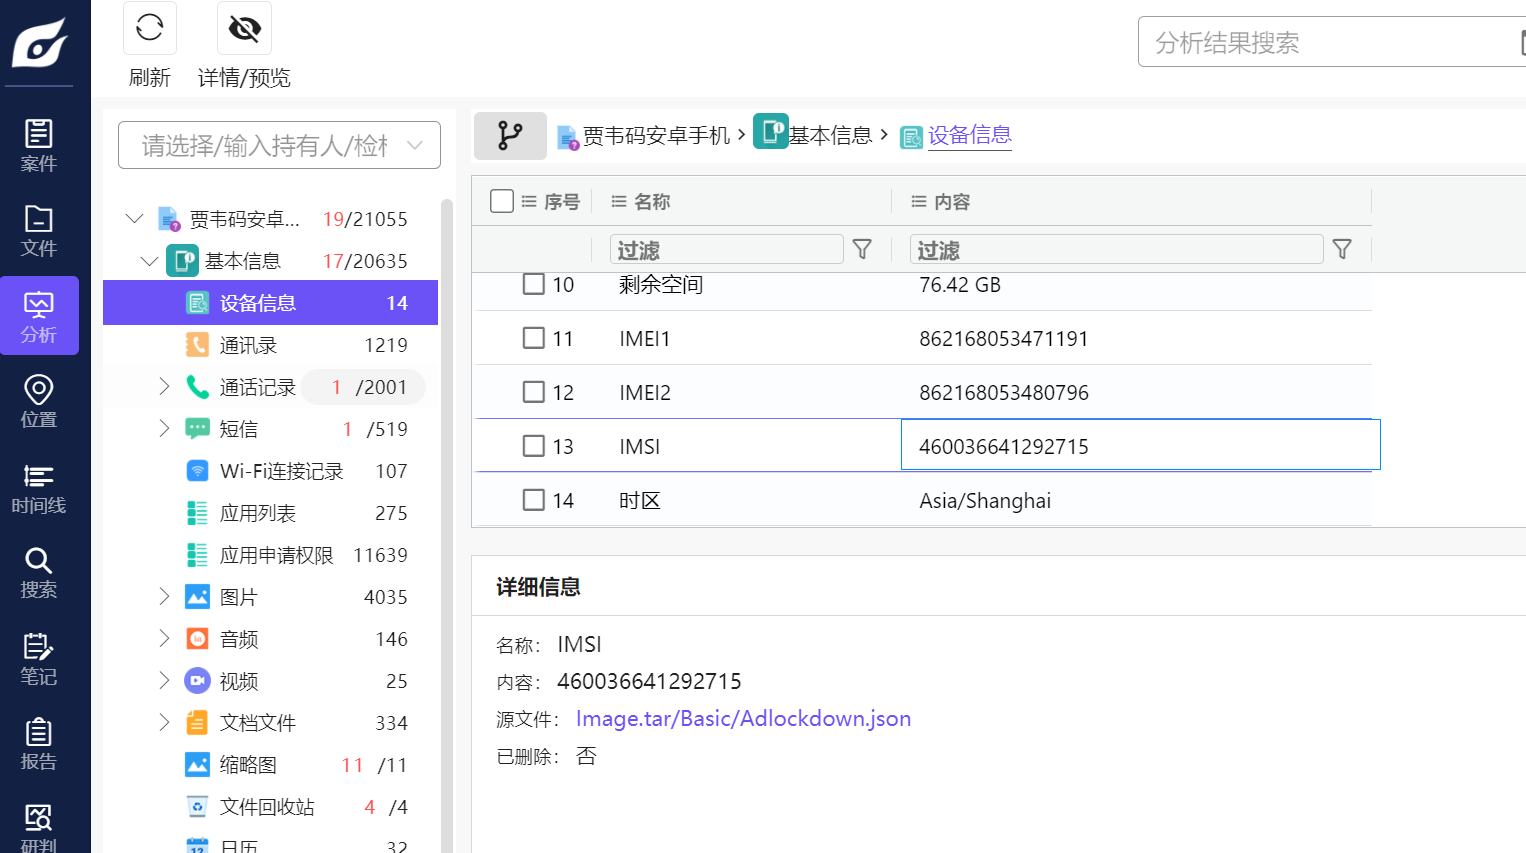 刷新
详情/预览
分析结果搜索
案件
文件
分析
位置
时间线
搜索
笔记
报告
研判
请选择/输入持有人/检材
贾韦码安卓... 19/21055
基本信息 17/20635
设备信息 14
通讯录 1219
通话记录 1 /2001
短信 1 /519
Wi-Fi连接记录 107
应用列表 275
应用申请权限 11639
图片 4035
音频 146
视频 25
文档文件 334
缩略图 11 /11
文件回收站 4 /4
日历 32
贾韦码安卓手机 > 基本信息 > 设备信息
序号 名称 内容
过滤 过滤
10 剩余空间 76.42 GB
11 IMEI1 862168053471191
12 IMEI2 862168053480796
13 IMSI 460036641292715
14 时区 Asia/Shanghai
详细信息
名称： IMSI
内容： 460036641292715
源文件： Image.tar/Basic/Adlockdown.json
已删除： 否